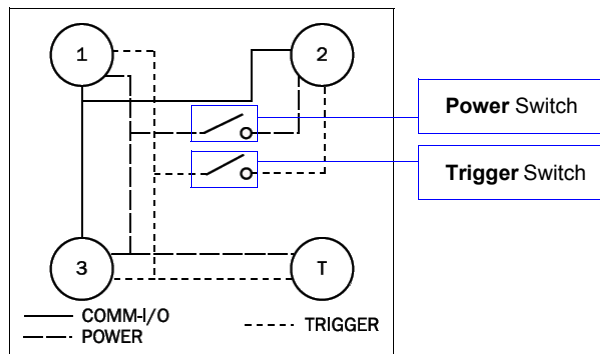 1
2
Power Switch
Trigger Switch
3
T
COMM-I/O
POWER
TRIGGER